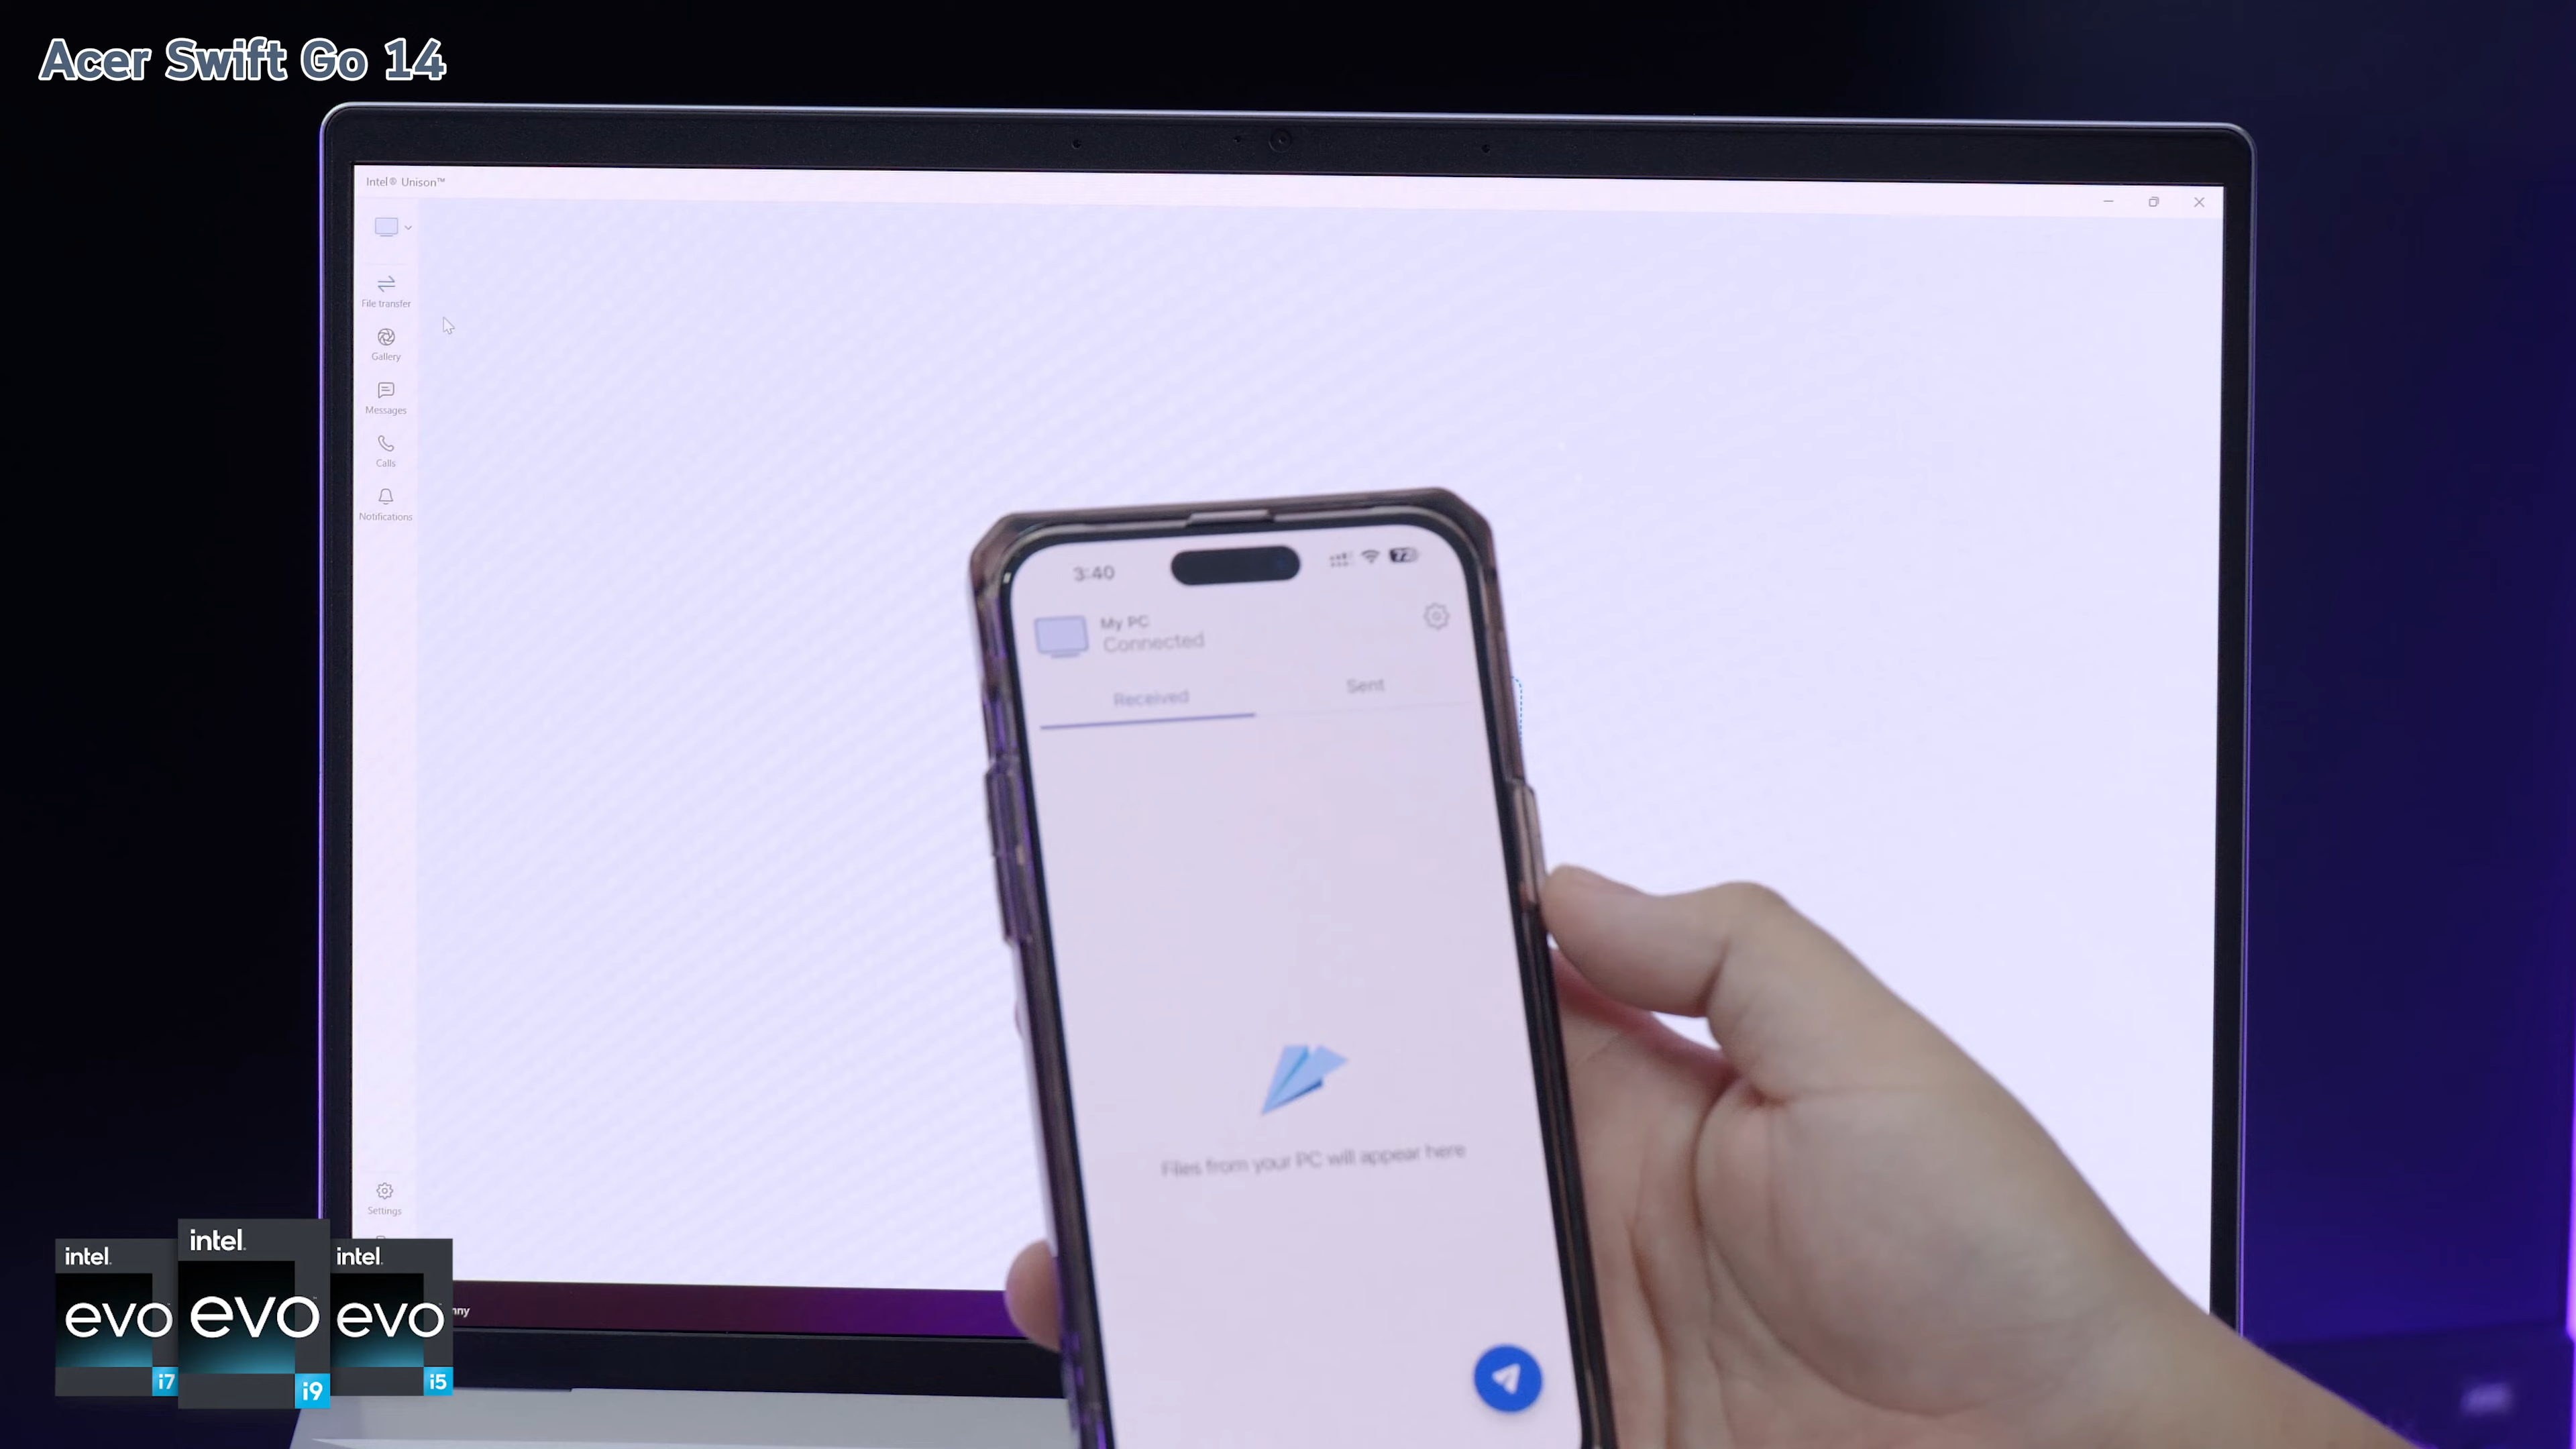 Acer Swift Go 14
Intel® Unison™
File transfer
Gallery
Messages
Calls
Notifications
Settings
3:40
72
My PC
Connected
Received
Sent
Files from your PC will appear here
intel.
evo
i7
intel.
evo
i9
intel.
evo
i5